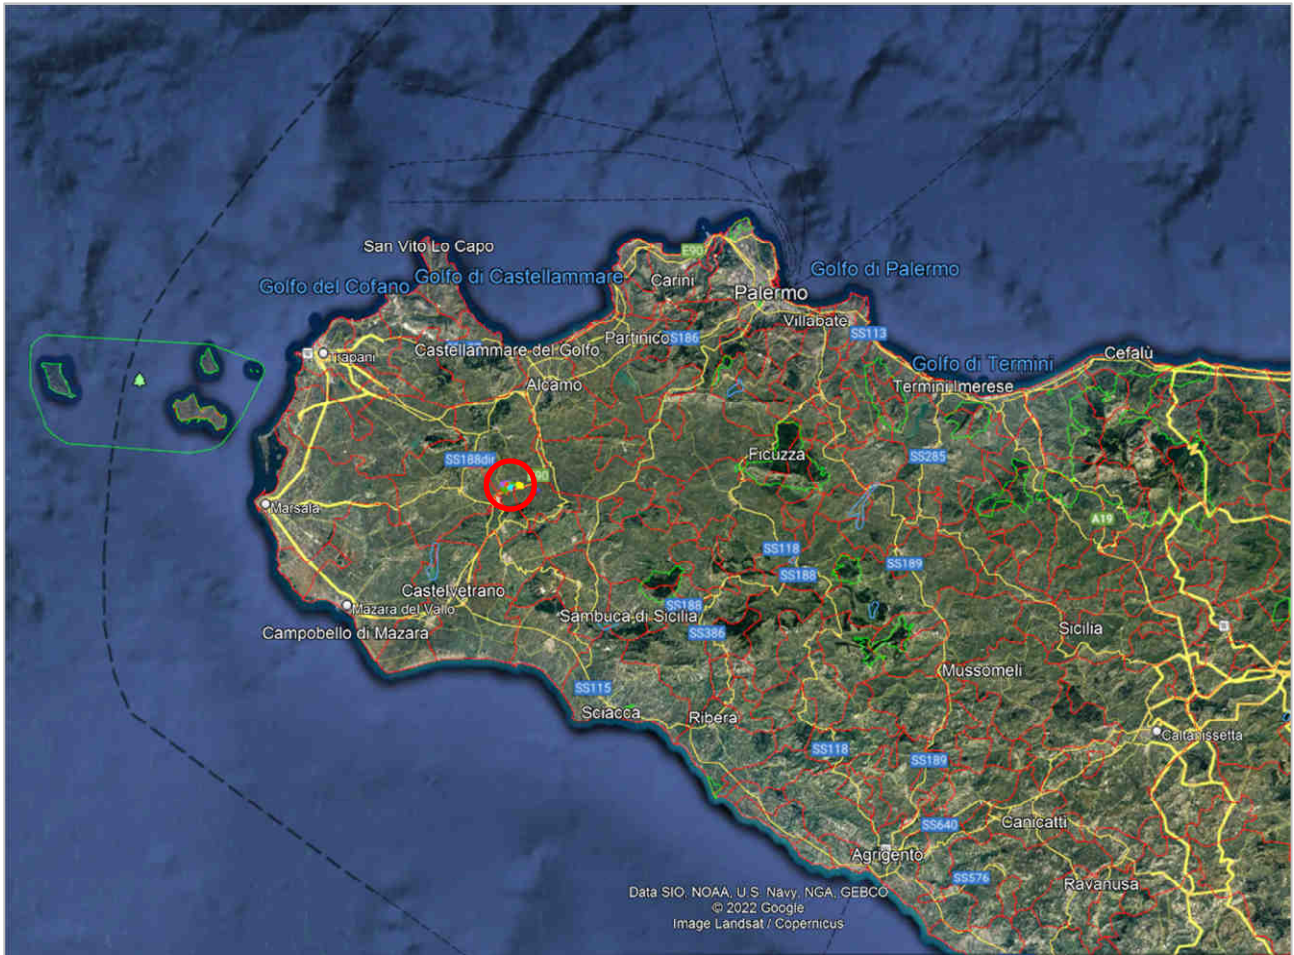 San Vito Lo Capo
E90
Golfo di Palermo
Golfo di Castellammare
Golfo del Cofano
Carini
Palermo
Villabate
SS113
Partinico
SS186
Castellammare del Golfo
Trapani
Golfo di Termini
Cefalù
Alcamo
Termini Imerese
SS188dir
Ficuzza
SS285
Marsala
A19
SS118
SS189
SS188
Castelvetrano
Mazara del Vallo
SS188
Sambuca di Sicilia
Campobello di Mazara
SS386
Sicilia
Mussomeli
SS115
Sciacca
Ribera
Caltanissetta
SS118
SS189
SS640
Canicatti
Agrigento
SS576
Ravanusa
Data SIO, NOAA, U.S. Navy, NGA, GEBCO
© 2022 Google
Image Landsat / Copernicus